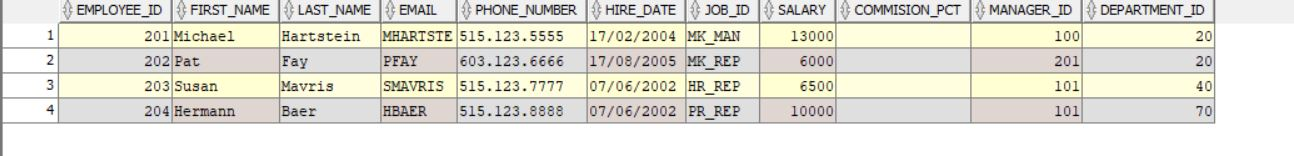 EMPLOYEE_ID FIRST_NAME LAST_NAME EMAIL PHONE_NUMBER HIRE_DATE JOB_ID SALARY COMMISION_PCT MANAGER_ID DEPARTMENT_ID
1 201 Michael Hartstein MHARTSTE 515.123.5555 17/02/2004 MK_MAN 13000 100 20
2 202 Pat Fay PFAY 603.123.6666 17/08/2005 MK_REP 6000 201 20
3 203 Susan Mavris SMAVRIS 515.123.7777 07/06/2002 HR_REP 6500 101 40
4 204 Hermann Baer HBAER 515.123.8888 07/06/2002 PR_REP 10000 101 70